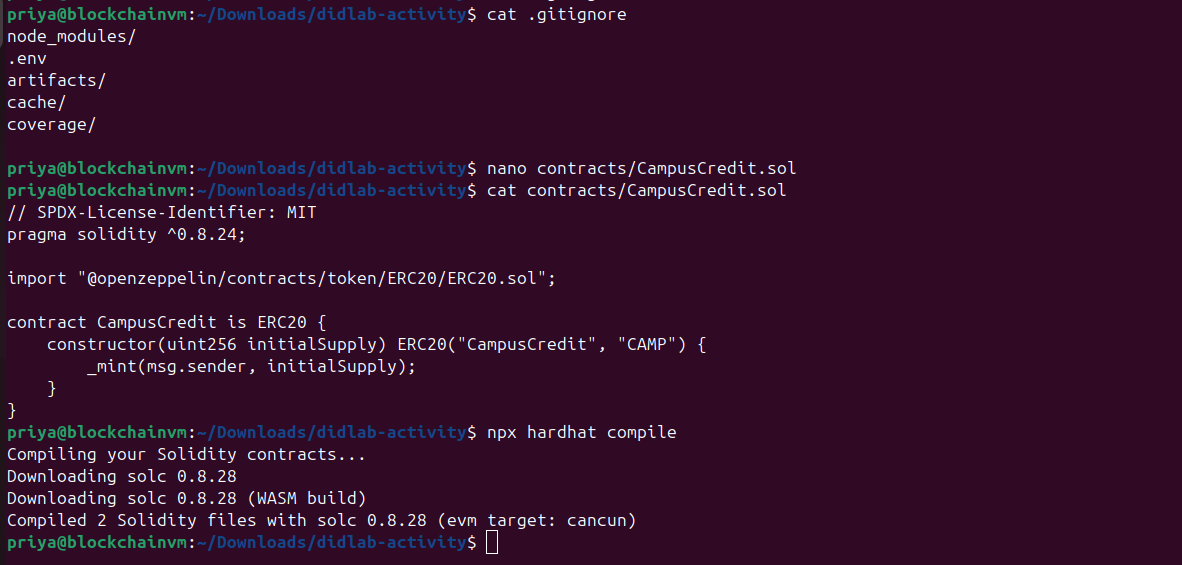 priya@blockchainvm:~/Downloads/didlab-activity$ cat .gitignore
node_modules/
.env
artifacts/
cache/
coverage/
priya@blockchainvm:~/Downloads/didlab-activity$ nano contracts/CampusCredit.sol
priya@blockchainvm:~/Downloads/didlab-activity$ cat contracts/CampusCredit.sol
// SPDX-License-Identifier: MIT
pragma solidity ^0.8.24;
import "@openzeppelin/contracts/token/ERC20/ERC20.sol";
contract CampusCredit is ERC20 {
    constructor(uint256 initialSupply) ERC20("CampusCredit", "CAMP") {
        _mint(msg.sender, initialSupply);
    }
}
priya@blockchainvm:~/Downloads/didlab-activity$ npx hardhat compile
Compiling your Solidity contracts...
Downloading solc 0.8.28
Downloading solc 0.8.28 (WASM build)
Compiled 2 Solidity files with solc 0.8.28 (evm target: cancun)
priya@blockchainvm:~/Downloads/didlab-activity$